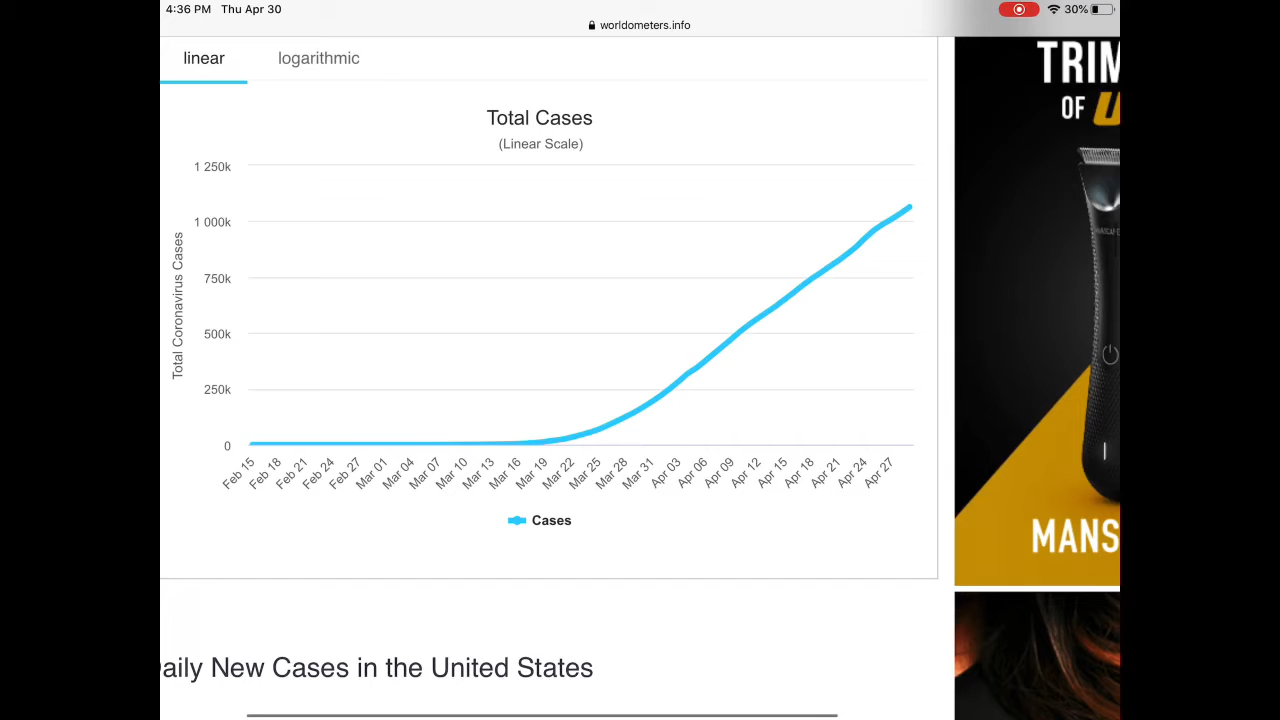 4:36 PM Thu Apr 30
30%
worldometers.info
linear
logarithmic
Total Cases
(Linear Scale)
1 250k
1 000k
750k
500k
250k
0
Total Coronavirus Cases
Feb 15
Feb 18
Feb 21
Feb 24
Feb 27
Mar 01
Mar 04
Mar 07
Mar 10
Mar 13
Mar 16
Mar 19
Mar 22
Mar 25
Mar 28
Mar 31
Apr 03
Apr 06
Apr 09
Apr 12
Apr 15
Apr 18
Apr 21
Apr 24
Apr 27
Cases
aily New Cases in the United States
TRIM
OF U
MANS